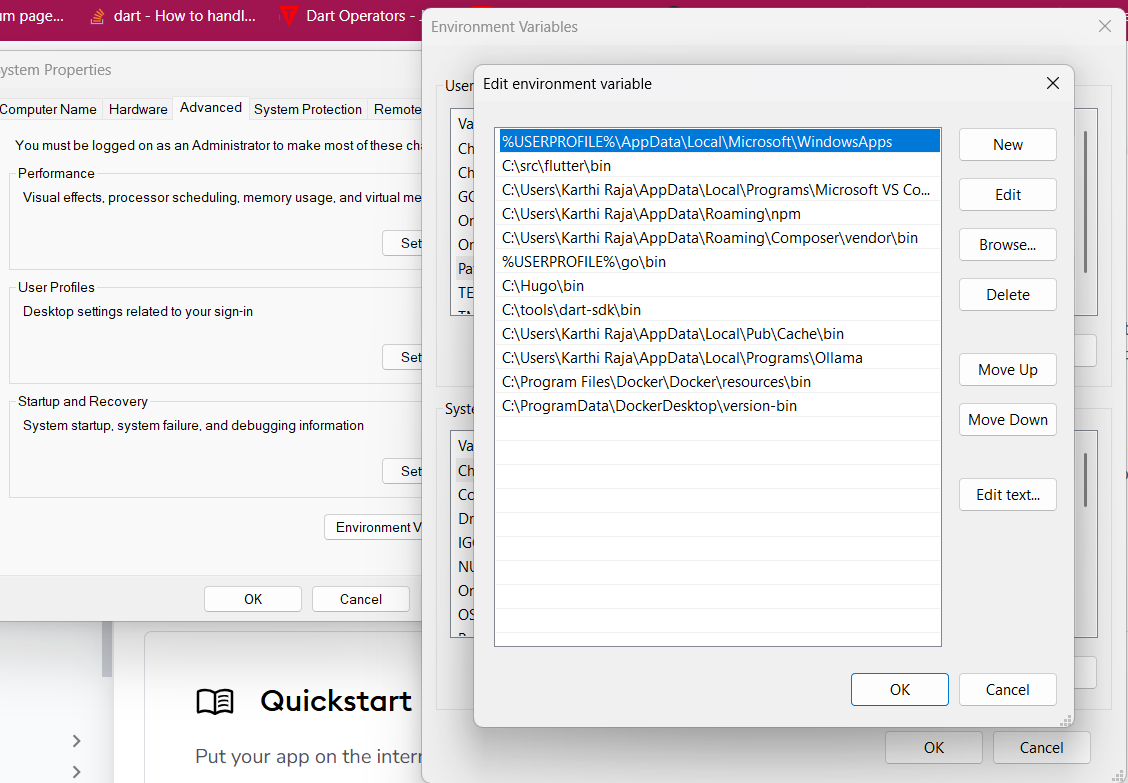 um page...
dart - How to handl...
Dart Operators -
Environment Variables
System Properties
Computer Name
Hardware
Advanced
System Protection
Remote
You must be logged on as an Administrator to make most of these cha
Performance
Visual effects, processor scheduling, memory usage, and virtual me
Set
User Profiles
Desktop settings related to your sign-in
Set
Startup and Recovery
System startup, system failure, and debugging information
Set
Environment V
OK
Cancel
User
Va
Ch
Ch
GO
On
On
Pa
TE
Syste
Va
Ch
Co
Dr
IGC
NU
On
OS
Edit environment variable
%USERPROFILE%\AppData\Local\Microsoft\WindowsApps
C:\src\flutter\bin
C:\Users\Karthi Raja\AppData\Local\Programs\Microsoft VS Co...
C:\Users\Karthi Raja\AppData\Roaming\npm
C:\Users\Karthi Raja\AppData\Roaming\Composer\vendor\bin
%USERPROFILE%\go\bin
C:\Hugo\bin
C:\tools\dart-sdk\bin
C:\Users\Karthi Raja\AppData\Local\Pub\Cache\bin
C:\Users\Karthi Raja\AppData\Local\Programs\Ollama
C:\Program Files\Docker\Docker\resources\bin
C:\ProgramData\DockerDesktop\version-bin
New
Edit
Browse...
Delete
Move Up
Move Down
Edit text...
OK
Cancel
OK
Cancel
Quickstart
Put your app on the intern